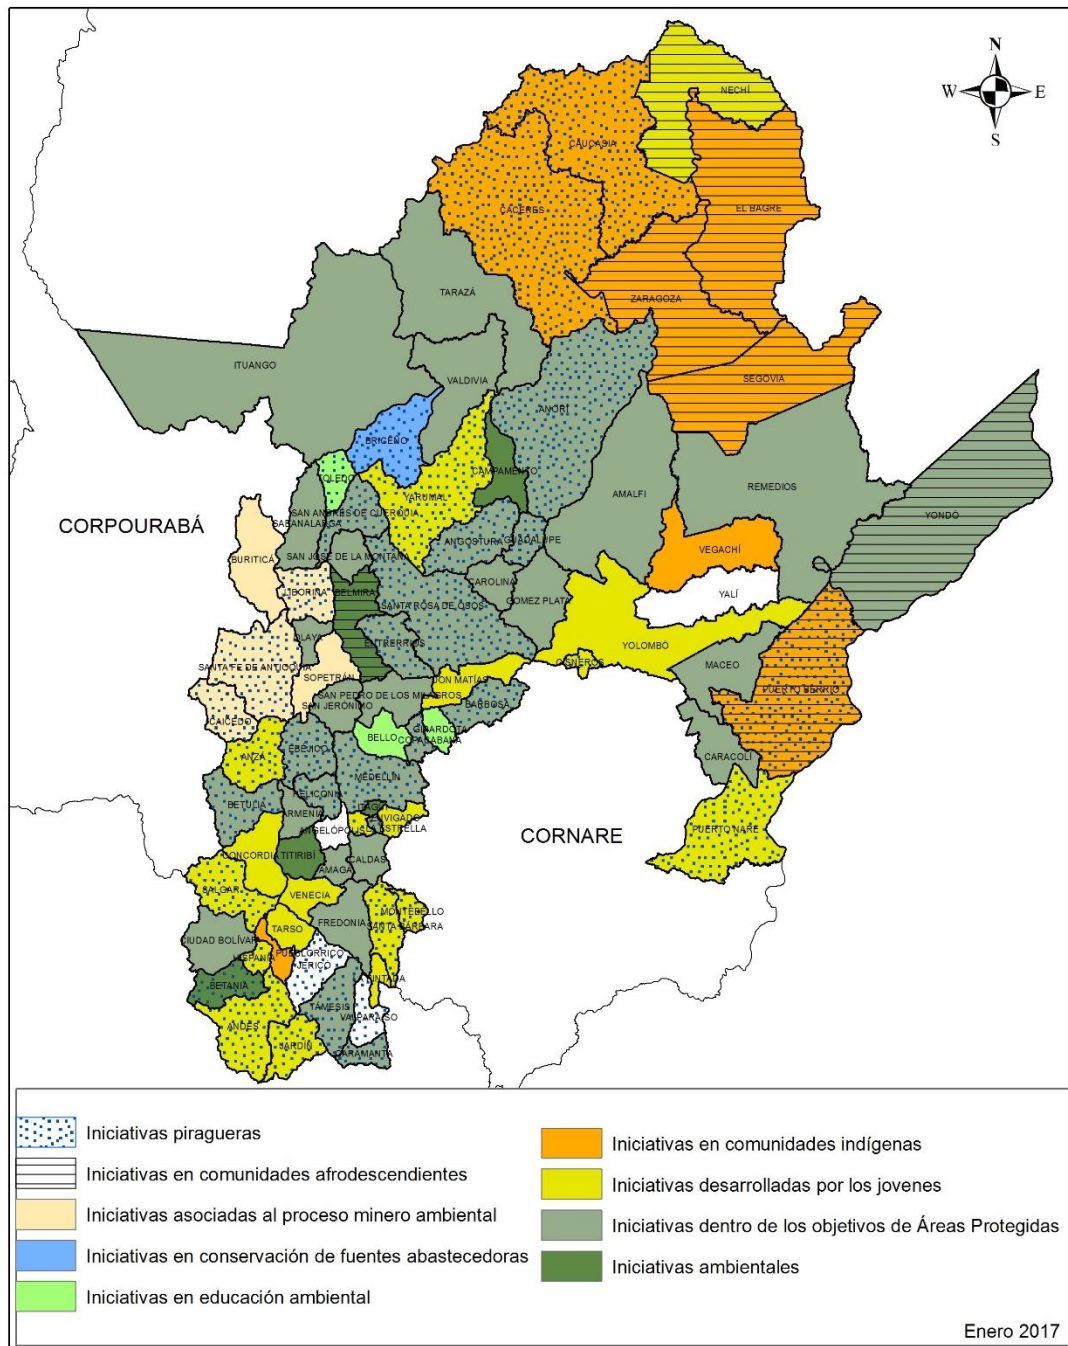 N
W E
S
NECHÍ
CAUCASIA
CÁCERES
EL BAGRE
TARAZÁ
ZARAGOZA
ITUANGO
VALDIVIA
SEGOVIA
ANORÍ
BRICEÑO
CAMPAMENTO
TOLEDO
YARUMAL
AMALFI
REMEDIOS
YONDÓ
SAN ANDRÉS DE CUERQUIA
SABANALARGA
CORPOURABÁ
ANGOSTURA
GUADALUPE
VEGACHÍ
BURITICÁ
SAN JOSÉ DE LA MONTAÑA
CAROLINA
LIBORINA
BELMIRA
YALÍ
SANTA ROSA DE OSOS
GOMEZ PLATA
OLAYA
ENTRERRIOS
YOLOMBÓ
CISNEROS
MACEO
SANTA FE DE ANTIOQUIA
SOPETRÁN
DON MATÍAS
PUERTO BERRÍO
SAN PEDRO DE LOS MILAGROS
SAN JERÓNIMO
BARBOSA
CAICEDO
GIRARDOTA
BELLO
COPACABANA
ANZÁ
EBÉJICO
CARACOLÍ
MEDELLÍN
HELICONIA
BETULIA
ARMENIA
ITAGUI
ENVIGADO
ANGELÓPOLIS
LA ESTRELLA
CORNARE
PUERTO NARE
CONCORDIA
TITIRIBÍ
CALDAS
AMAGÁ
SALGAR
VENECIA
MONTEBELLO
FREDONIA
SANTA BÁRBARA
TARSO
CIUDAD BOLÍVAR
PUEBLORRICO
HISPANIA
JERICÓ
LA PINTADA
BETANIA
TÁMESIS
VALPARAISO
ANDES
JARDÍN
CARAMANTA
Iniciativas piragueras
Iniciativas en comunidades afrodescendientes
Iniciativas asociadas al proceso minero ambiental
Iniciativas en conservación de fuentes abastecedoras
Iniciativas en educación ambiental
Iniciativas en comunidades indígenas
Iniciativas desarrolladas por los jovenes
Iniciativas dentro de los objetivos de Áreas Protegidas
Iniciativas ambientales
Enero 2017